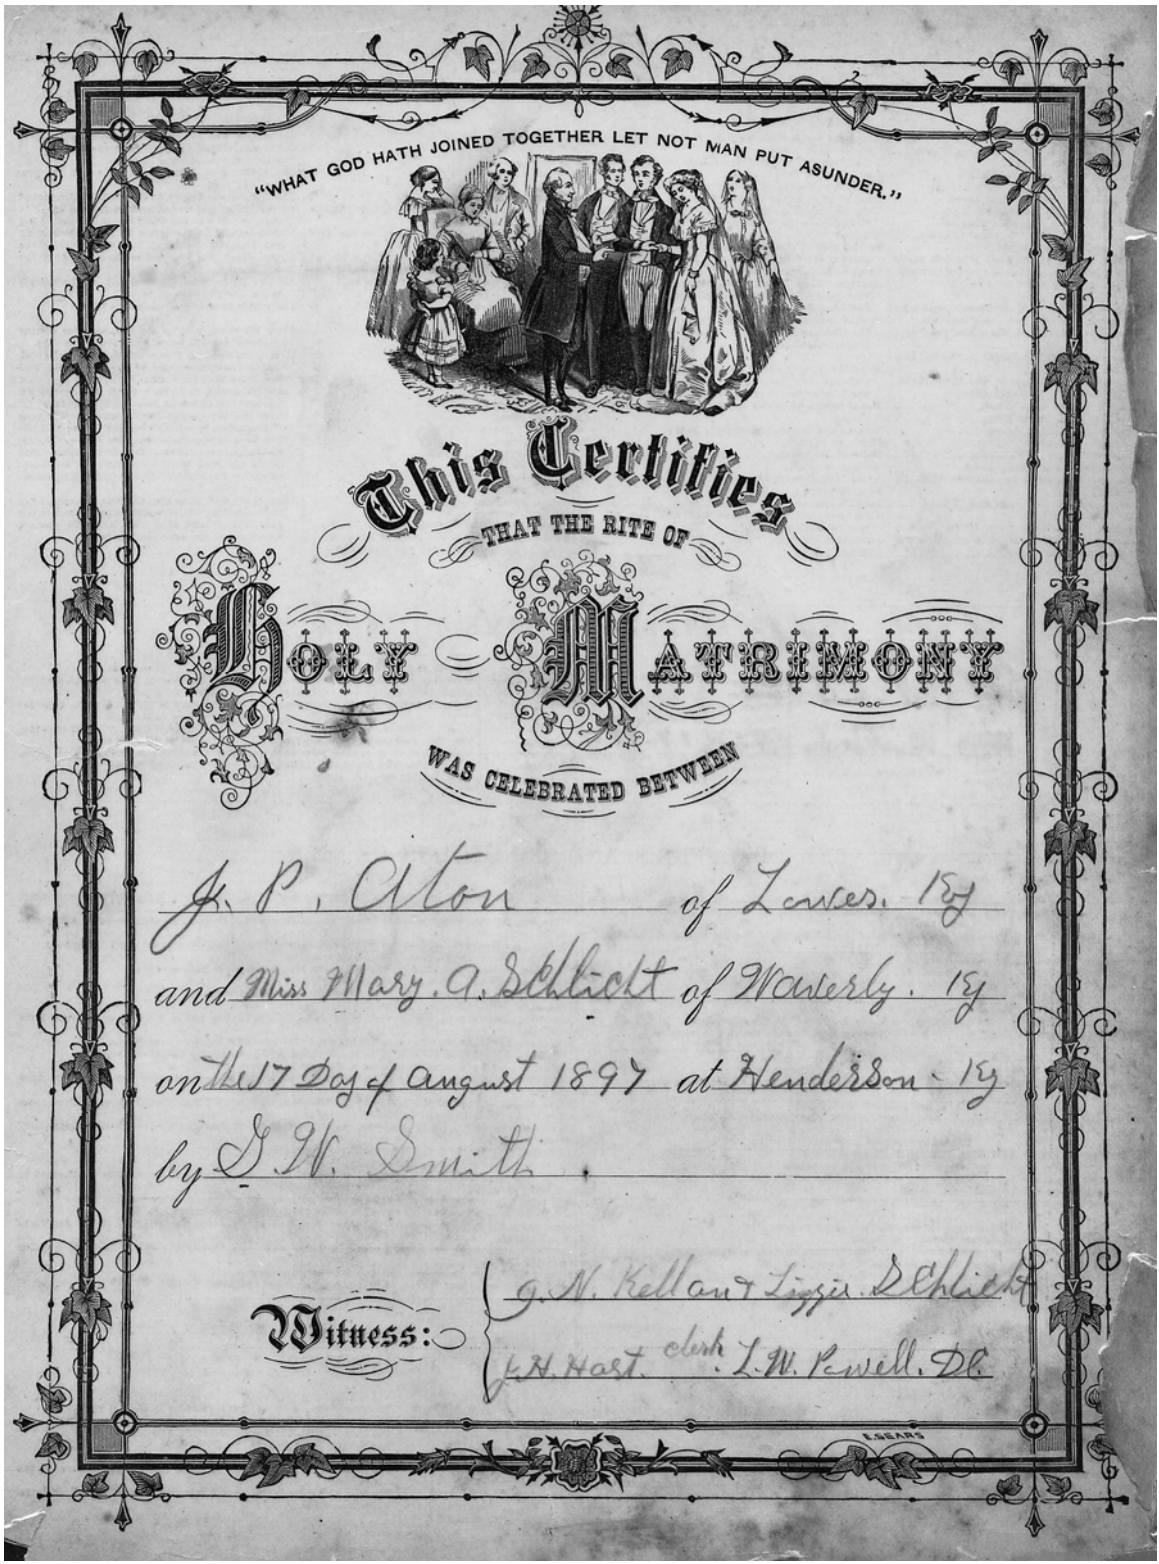 "WHAT GOD HATH JOINED TOGETHER LET NOT MAN PUT ASUNDER."
This Certifies
THAT THE RITE OF
HOLY MATRIMONY
WAS CELEBRATED BETWEEN
J. P. Aton of Lowes. Ky
and Miss Mary. A. Schlicht of Waverly. Ky
on the 17 Day of August 1897 at Henderson - Ky
by G. W. Smith
J. N. Kellan & Lizzie. Schlicht
Witness:
J. H. Hart. clerk. L. W. Powell. DC.
E. SEARS